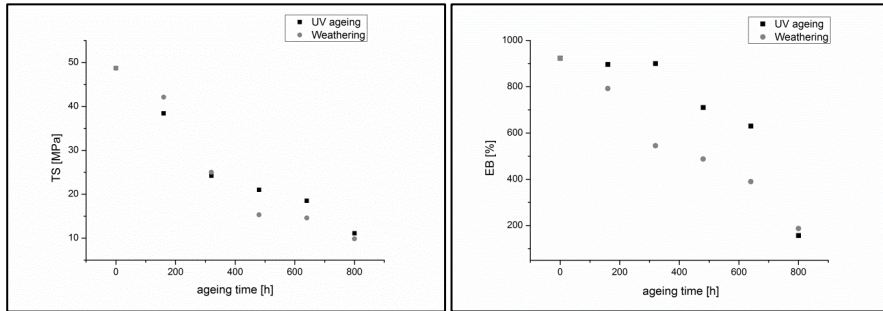 UV ageing
Weathering
50
40
30
20
10
TS [MPa]
0 200 400 600 800
ageing time [h]
UV ageing
Weathering
1000
800
600
400
200
EB [%]
0 200 400 600 800
ageing time [h]